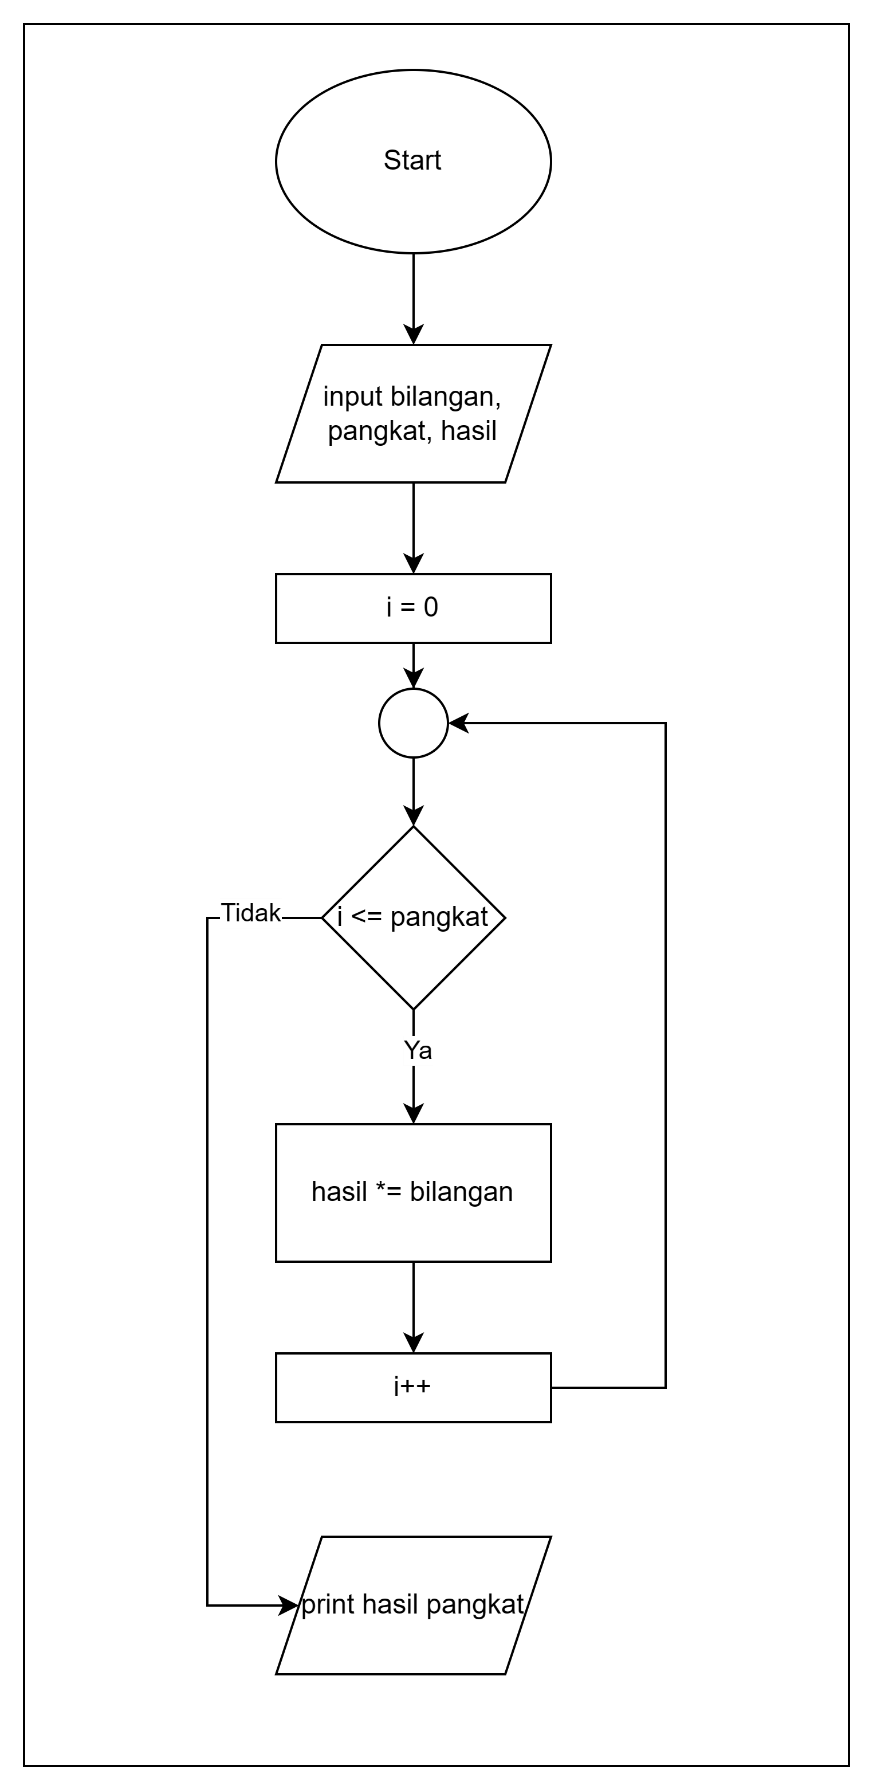 Start
input bilangan,
pangkat, hasil
i = 0
i <= pangkat
Tidak
Ya
hasil *= bilangan
i++
print hasil pangkat